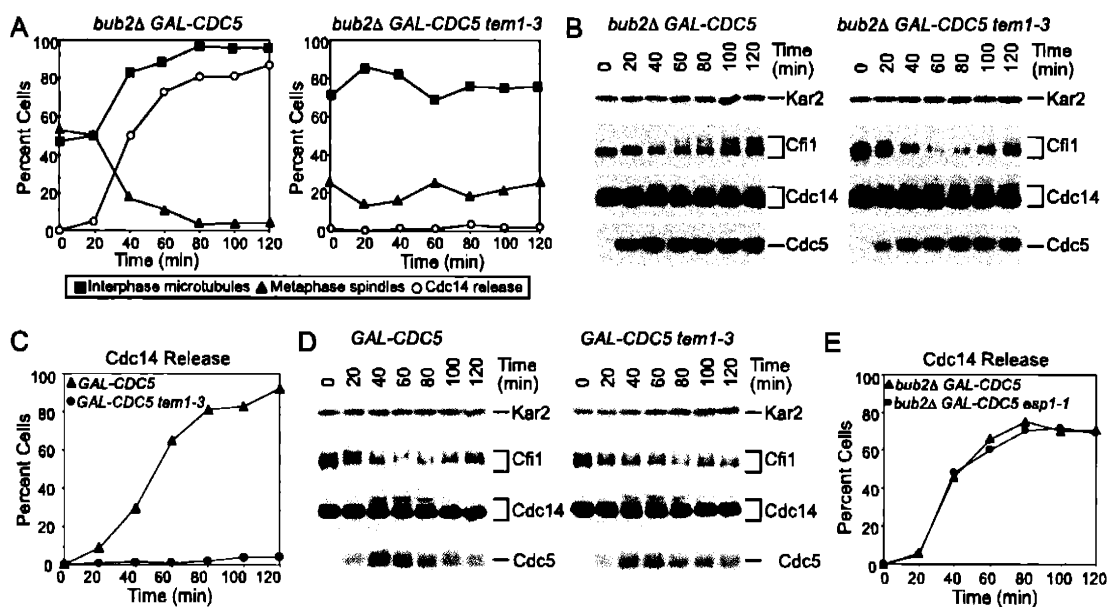 A
bub2Δ GAL-CDC5
bub2Δ GAL-CDC5 tem1-3
Percent Cells
100
80
60
40
20
0
0 20 40 60 80 100 120
Time (min)
Percent Cells
100
80
60
40
20
0
0 20 40 60 80 100 120
Time (min)
Interphase microtubules
Metaphase spindles
Cdc14 release
B
bub2Δ GAL-CDC5
bub2Δ GAL-CDC5 tem1-3
0 20 40 60 80 100 120 Time (min)
0 20 40 60 80 100 120 Time (min)
Kar2
Kar2
Cfi1
Cfi1
Cdc14
Cdc14
Cdc5
Cdc5
C
Cdc14 Release
GAL-CDC5
GAL-CDC5 tem1-3
Percent Cells
100
80
60
40
20
0
0 20 40 60 80 100 120
Time (min)
D
GAL-CDC5
GAL-CDC5 tem1-3
0 20 40 60 80 100 120 Time (min)
0 20 40 60 80 100 120 Time (min)
Kar2
Kar2
Cfi1
Cfi1
Cdc14
Cdc14
Cdc5
Cdc5
E
Cdc14 Release
bub2Δ GAL-CDC5
bub2Δ GAL-CDC5 esp1-1
Percent Cells
100
80
60
40
20
0
0 20 40 60 80 100 120
Time (min)